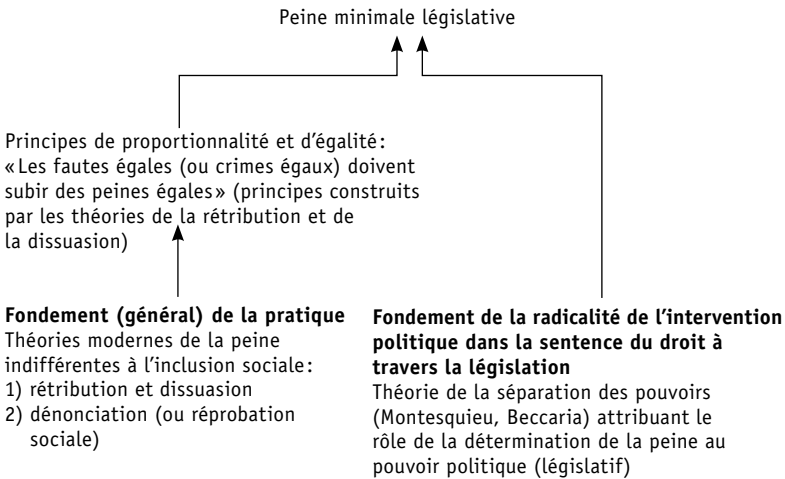 Peine minimale législative
Principes de proportionnalité et d'égalité:
«Les fautes égales (ou crimes égaux) doivent
subir des peines égales» (principes construits
par les théories de la rétribution et de
la dissuasion)
Fondement (général) de la pratique
Théories modernes de la peine
indifférentes à l'inclusion sociale:
1) rétribution et dissuasion
2) dénonciation (ou réprobation
sociale)
Fondement de la radicalité de l'intervention
politique dans la sentence du droit à
travers la législation
Théorie de la séparation des pouvoirs
(Montesquieu, Beccaria) attribuant le
rôle de la détermination de la peine au
pouvoir politique (législatif)